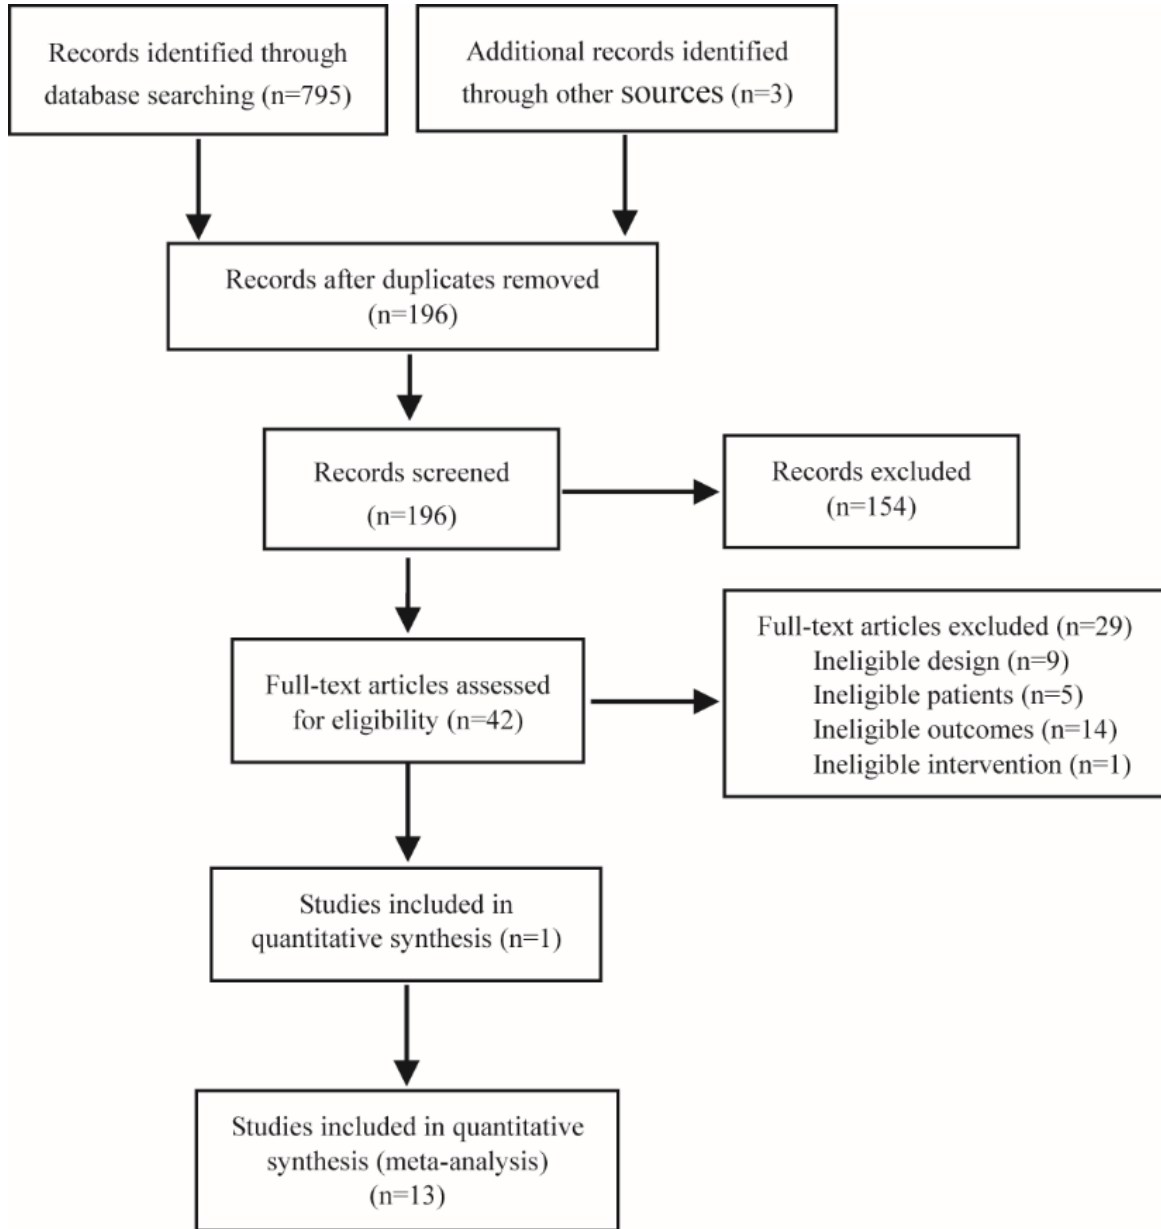 Records identified through
database searching (n=795)
Additional records identified
through other sources (n=3)
Records after duplicates removed
(n=196)
Records screened
(n=196)
Records excluded
(n=154)
Full-text articles assessed
for eligibility (n=42)
Full-text articles excluded (n=29)
Ineligible design (n=9)
Ineligible patients (n=5)
Ineligible outcomes (n=14)
Ineligible intervention (n=1)
Studies included in
quantitative synthesis (n=1)
Studies included in quantitative
synthesis (meta-analysis)
(n=13)